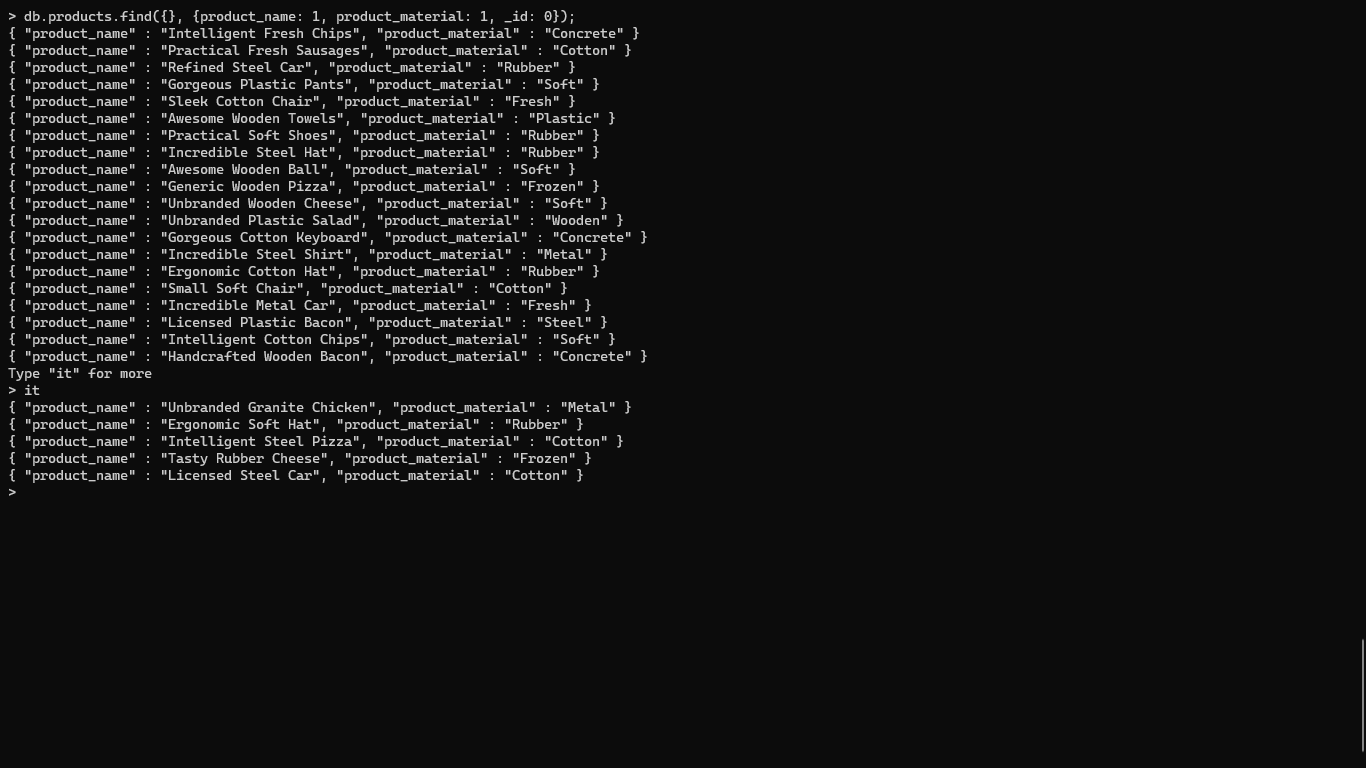 > db.products.find({}, {product_name: 1, product_material: 1, _id: 0});
{ "product_name" : "Intelligent Fresh Chips", "product_material" : "Concrete" }
{ "product_name" : "Practical Fresh Sausages", "product_material" : "Cotton" }
{ "product_name" : "Refined Steel Car", "product_material" : "Rubber" }
{ "product_name" : "Gorgeous Plastic Pants", "product_material" : "Soft" }
{ "product_name" : "Sleek Cotton Chair", "product_material" : "Fresh" }
{ "product_name" : "Awesome Wooden Towels", "product_material" : "Plastic" }
{ "product_name" : "Practical Soft Shoes", "product_material" : "Rubber" }
{ "product_name" : "Incredible Steel Hat", "product_material" : "Rubber" }
{ "product_name" : "Awesome Wooden Ball", "product_material" : "Soft" }
{ "product_name" : "Generic Wooden Pizza", "product_material" : "Frozen" }
{ "product_name" : "Unbranded Wooden Cheese", "product_material" : "Soft" }
{ "product_name" : "Unbranded Plastic Salad", "product_material" : "Wooden" }
{ "product_name" : "Gorgeous Cotton Keyboard", "product_material" : "Concrete" }
{ "product_name" : "Incredible Steel Shirt", "product_material" : "Metal" }
{ "product_name" : "Ergonomic Cotton Hat", "product_material" : "Rubber" }
{ "product_name" : "Small Soft Chair", "product_material" : "Cotton" }
{ "product_name" : "Incredible Metal Car", "product_material" : "Fresh" }
{ "product_name" : "Licensed Plastic Bacon", "product_material" : "Steel" }
{ "product_name" : "Intelligent Cotton Chips", "product_material" : "Soft" }
{ "product_name" : "Handcrafted Wooden Bacon", "product_material" : "Concrete" }
Type "it" for more
> it
{ "product_name" : "Unbranded Granite Chicken", "product_material" : "Metal" }
{ "product_name" : "Ergonomic Soft Hat", "product_material" : "Rubber" }
{ "product_name" : "Intelligent Steel Pizza", "product_material" : "Cotton" }
{ "product_name" : "Tasty Rubber Cheese", "product_material" : "Frozen" }
{ "product_name" : "Licensed Steel Car", "product_material" : "Cotton" }
>